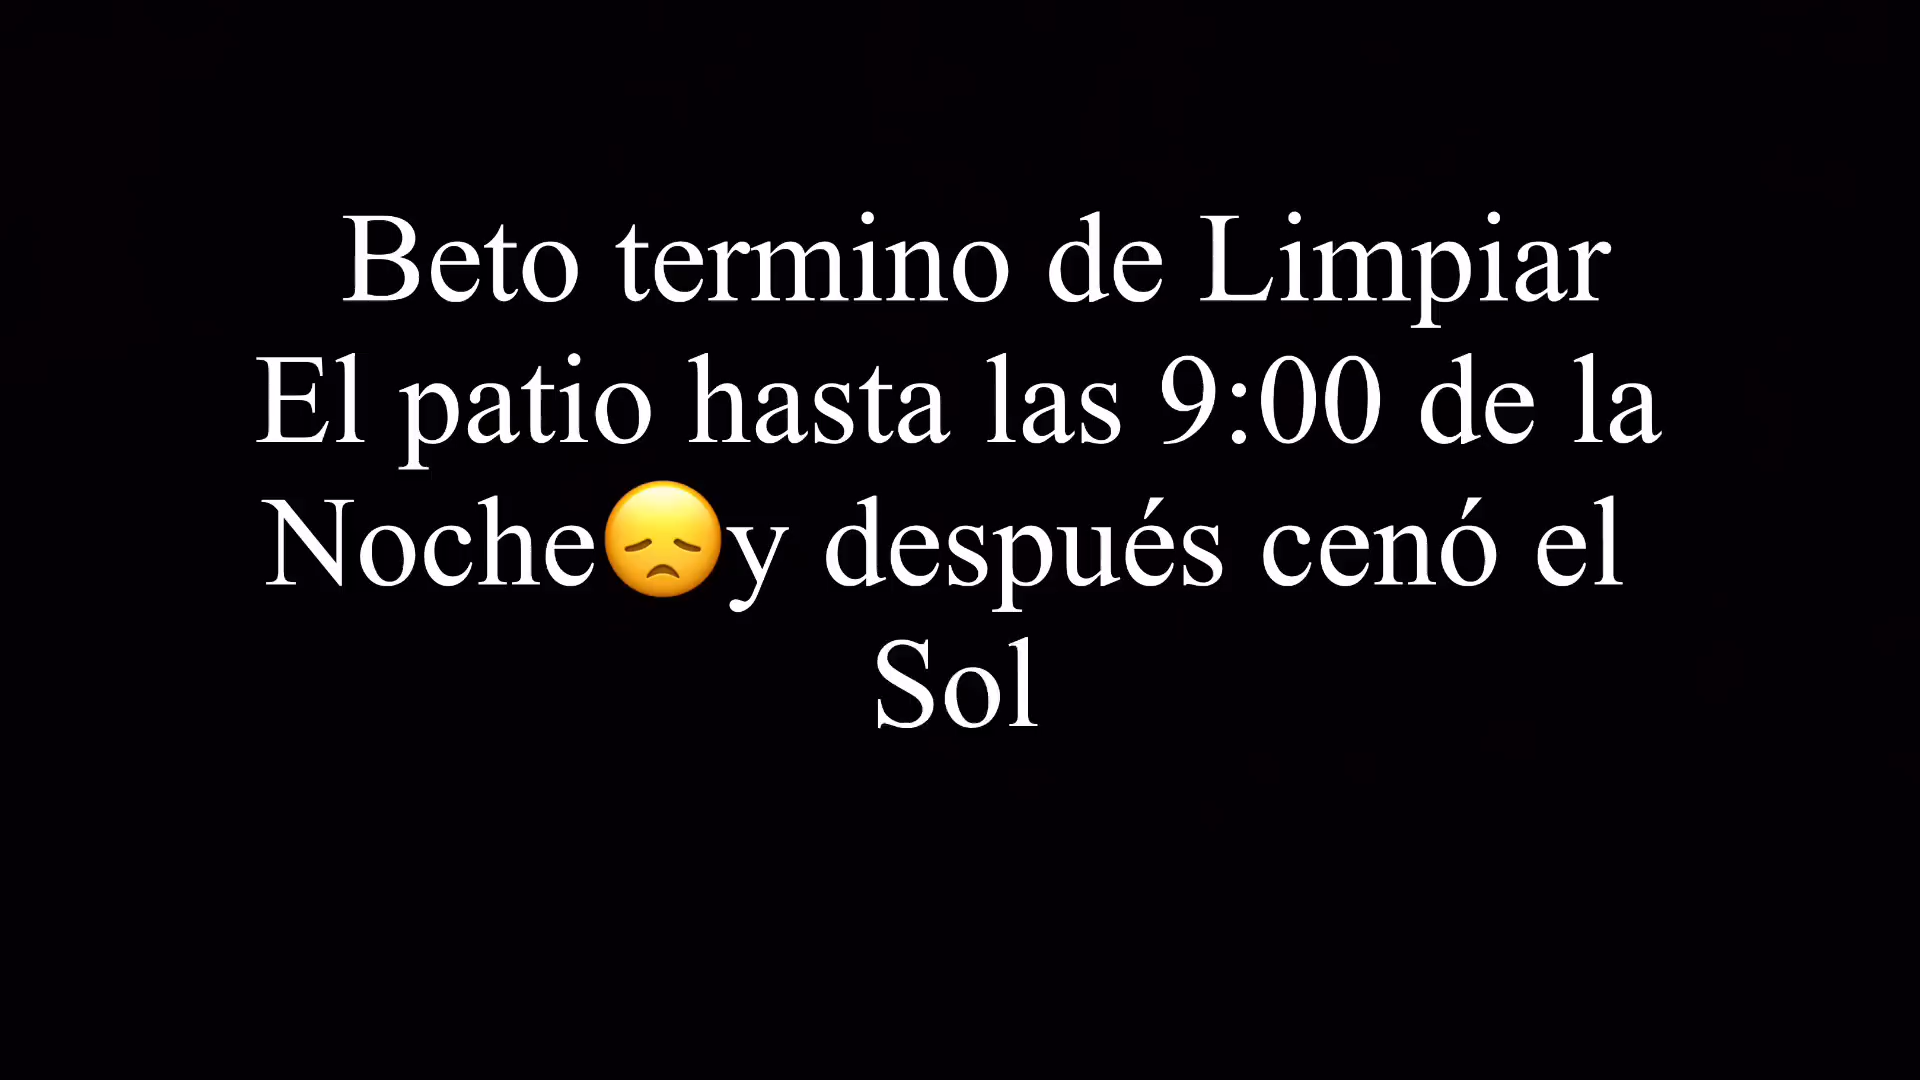 Beto termino de Limpiar
El patio hasta las 9:00 de la
Noche😞y después cenó el
Sol